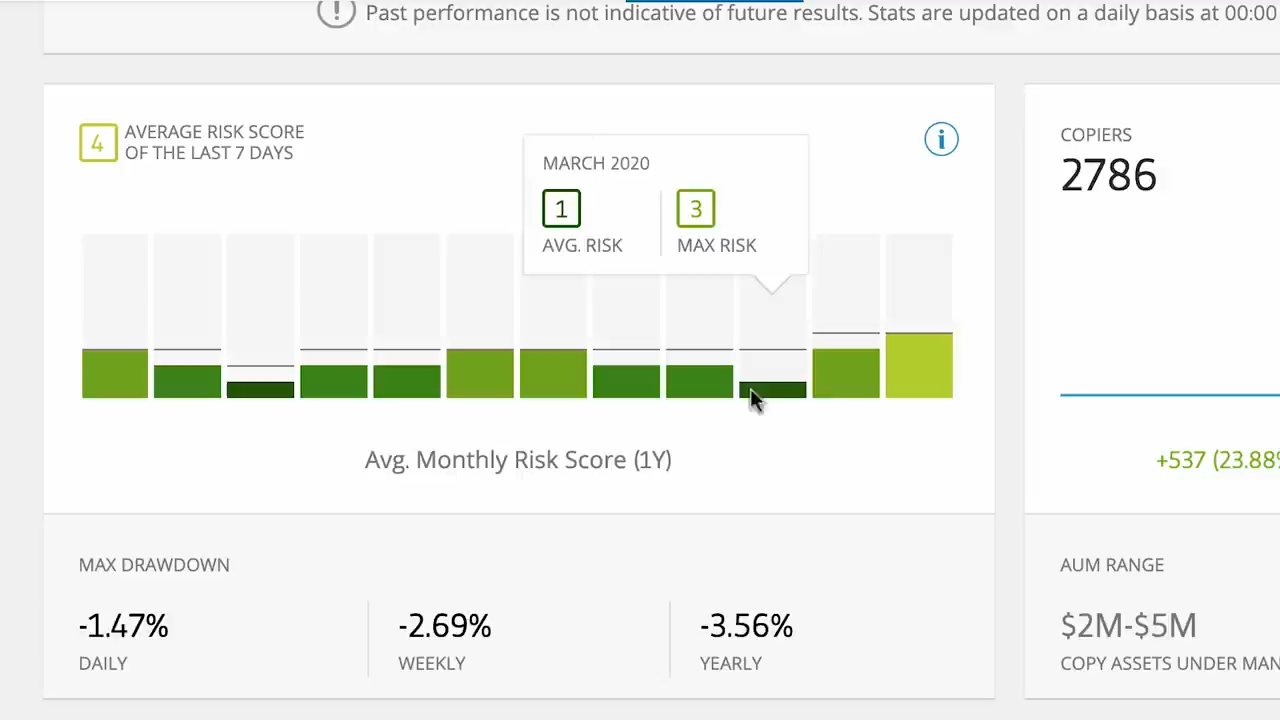 Past performance is not indicative of future results. Stats are updated on a daily basis at 00:00
4
AVERAGE RISK SCORE
OF THE LAST 7 DAYS
i
MARCH 2020
1
3
AVG. RISK
MAX RISK
Avg. Monthly Risk Score (1Y)
MAX DRAWDOWN
-1.47%
-2.69%
-3.56%
DAILY
WEEKLY
YEARLY
COPIERS
2786
+537 (23.88%
AUM RANGE
$2M-$5M
COPY ASSETS UNDER MAN